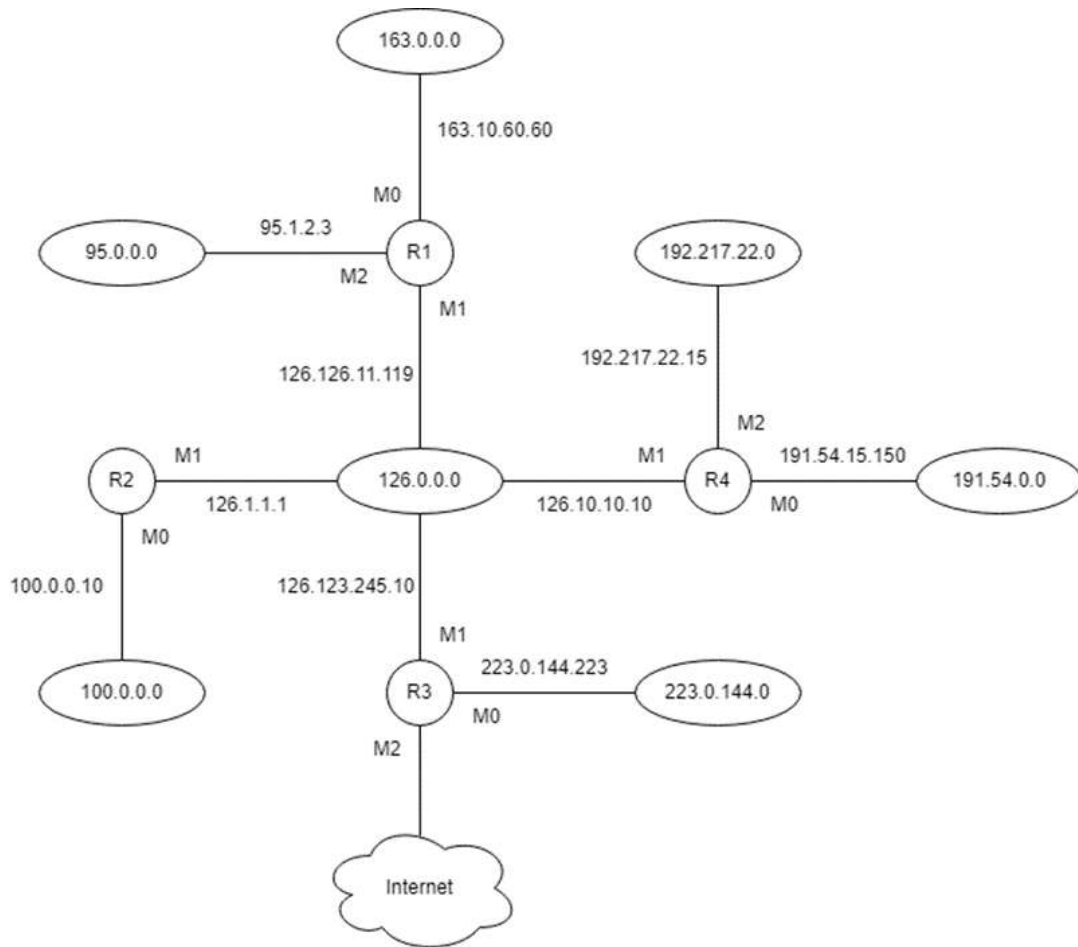 163.0.0.0
163.10.60.60
M0
95.1.2.3
95.0.0.0
R1
192.217.22.0
M2
M1
192.217.22.15
126.126.11.119
M2
M1
M1
191.54.15.150
R2
126.0.0.0
R4
191.54.0.0
126.1.1.1
126.10.10.10
M0
M0
100.0.0.10
126.123.245.10
M1
223.0.144.223
100.0.0.0
R3
223.0.144.0
M0
M2
Internet